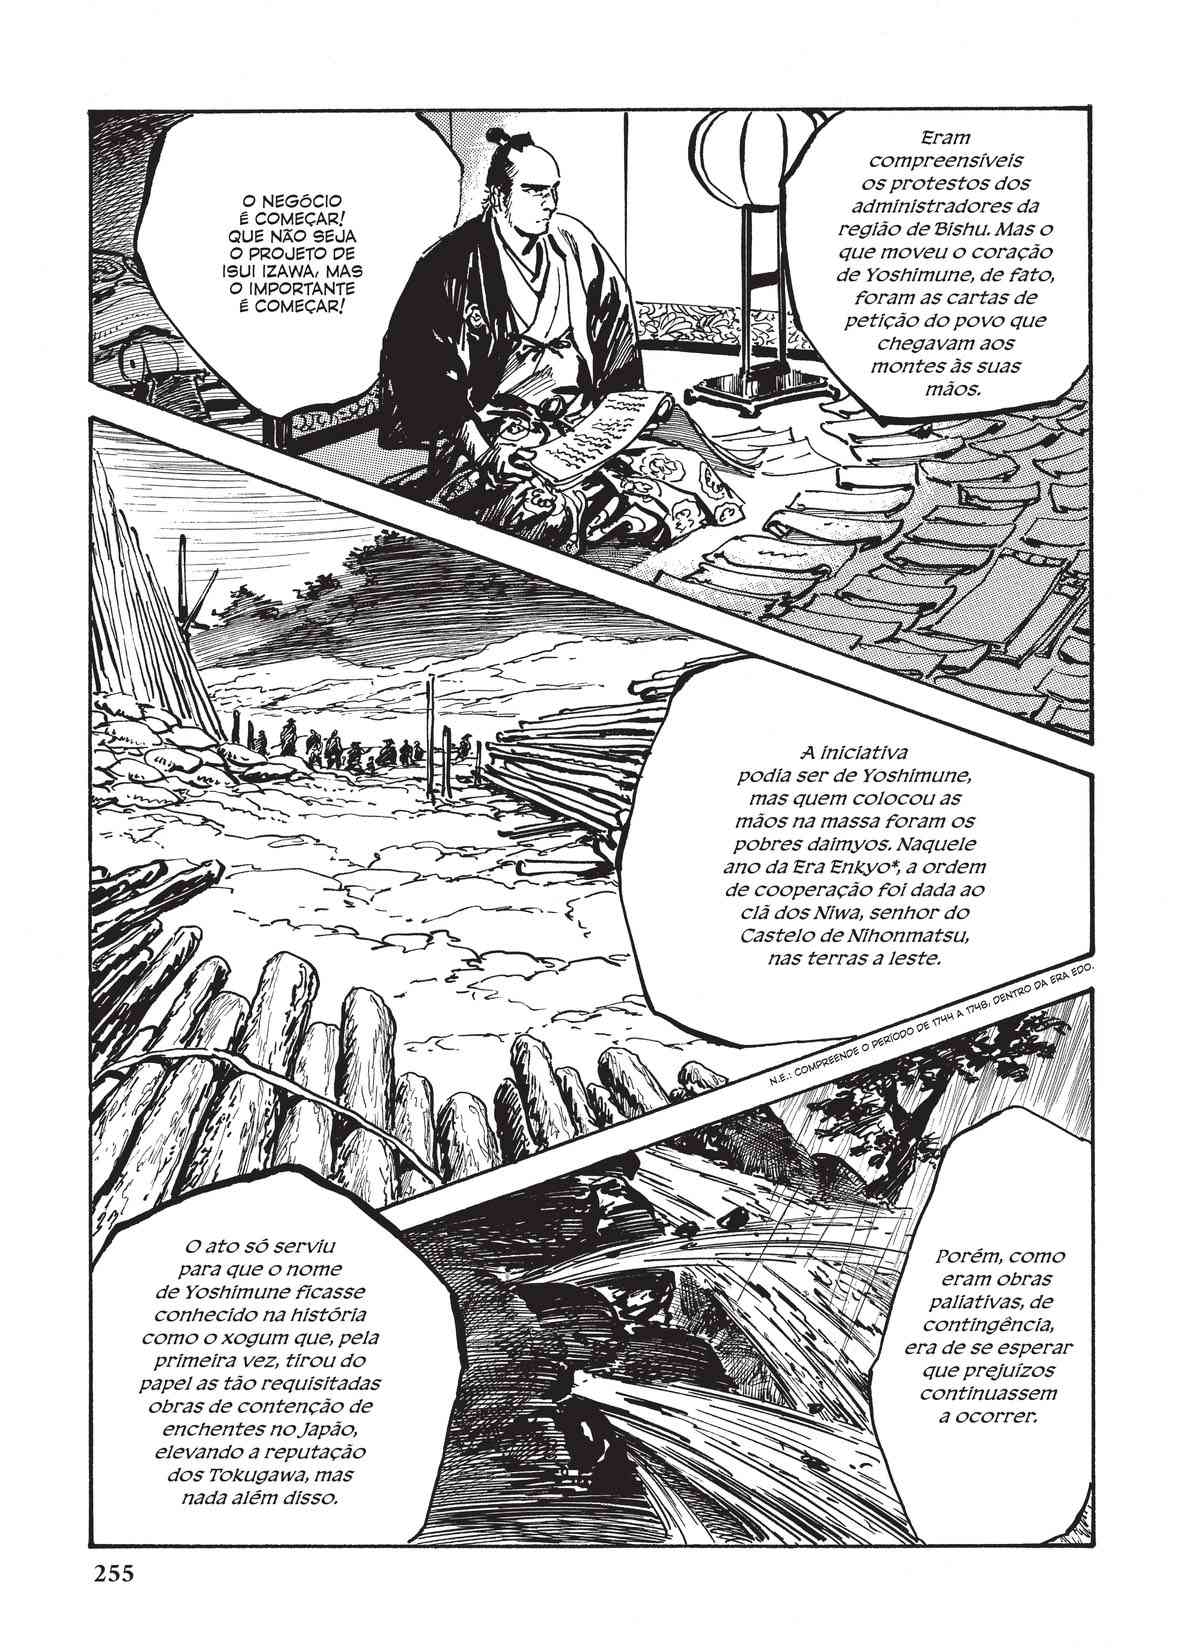 Eram
compreensíveis
os protestos dos
administradores da
região de Bishu. Mas o
que moveu o coração
de Yoshimune, de fato,
foram as cartas de
petição do povo que
chegavam aos
montes às suas
mãos.
O NEGÓCIO
É COMEÇAR!
QUE NÃO SEJA
O PROJETO DE
ISUI IZAWA, MAS
O IMPORTANTE
É COMEÇAR!
A iniciativa
podia ser de Yoshimune,
mas quem colocou as
mãos na massa foram os
pobres daimyos. Naquele
ano da Era Enkyo*, a ordem
de cooperação foi dada ao
clã dos Niwa, senhor do
Castelo de Nihonmatsu,
nas terras a leste.
N.E.: COMPREENDE O PERÍODO DE 1744 A 1748, DENTRO DA ERA EDO.
Porém, como
eram obras
paliativas, de
contingência,
era de se esperar
que prejuízos
continuassem
a ocorrer.
O ato só serviu
para que o nome
de Yoshimune ficasse
conhecido na história
como o xogum que, pela
primeira vez, tirou do
papel as tão requisitadas
obras de contenção de
enchentes no Japão,
elevando a reputação
dos Tokugawa, mas
nada além disso.
255